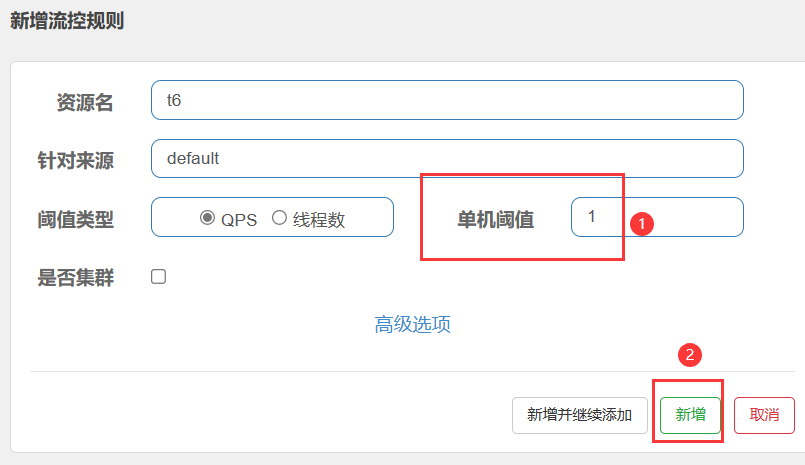 新增流控规则
资源名 t6
针对来源 default
阈值类型 QPS 线程数 单机阈值 1 1
是否集群
高级选项
2
新增并继续添加 新增 取消